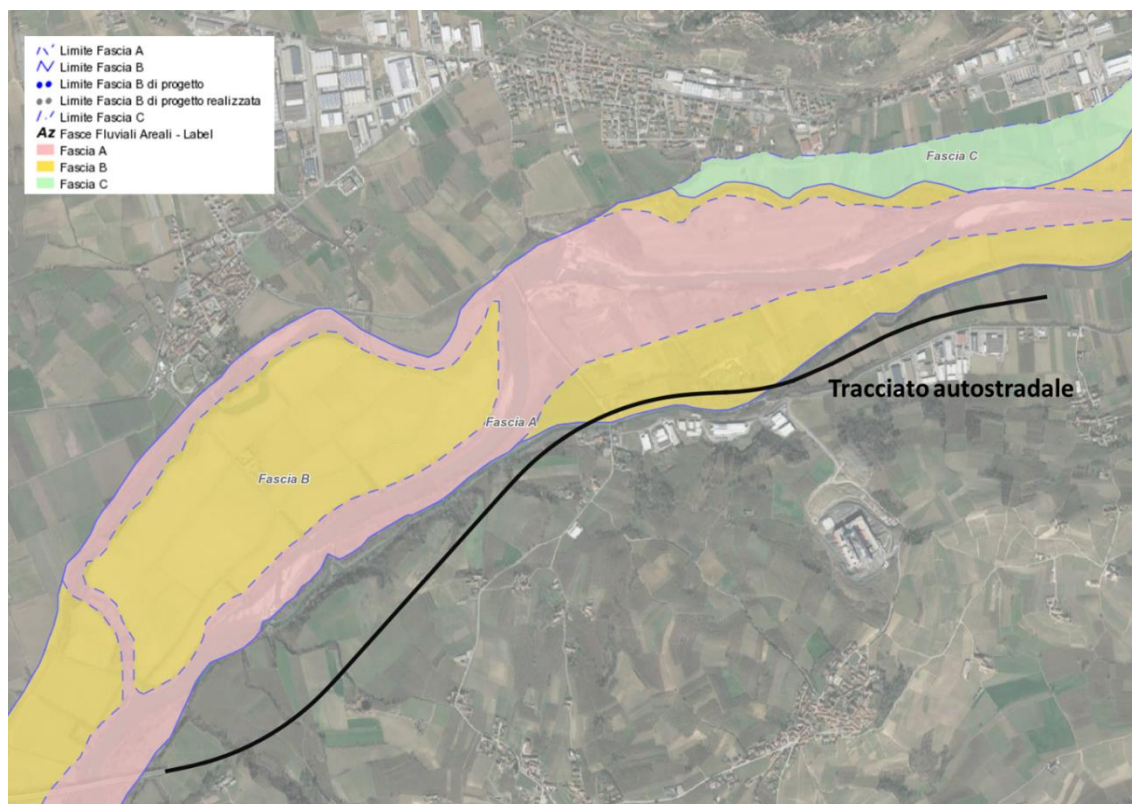 Limite Fascia A
Limite Fascia B
Limite Fascia B di progetto
Limite Fascia B di progetto realizzata
Limite Fascia C
Az Fasce Fluviali Areali - Label
Fascia A
Fascia B
Fascia C
Fascia C
Tracciato autostradale
Fascia A
Fascia B